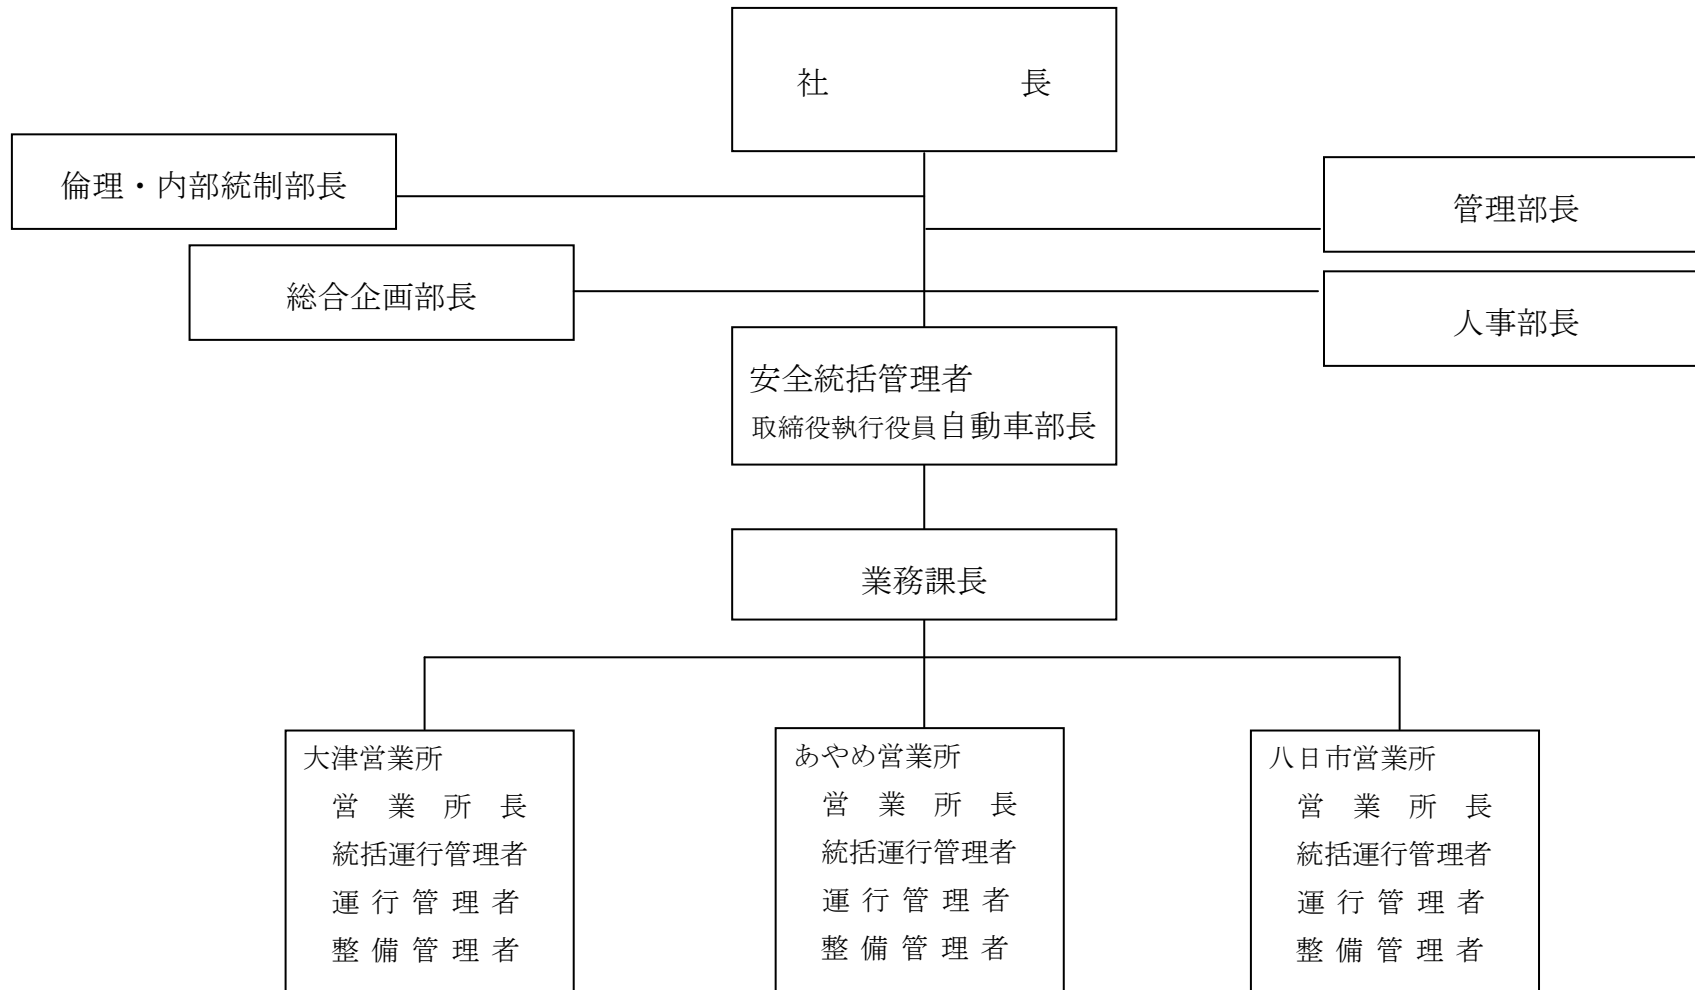 社長
倫理・内部統制部長
管理部長
総合企画部長
人事部長
安全統括管理者
取締役執行役員自動車部長
業務課長
大津営業所
営業所長
統括運行管理者
運行管理者
整備管理者
あやめ営業所
営業所長
統括運行管理者
運行管理者
整備管理者
八日市営業所
営業所長
統括運行管理者
運行管理者
整備管理者